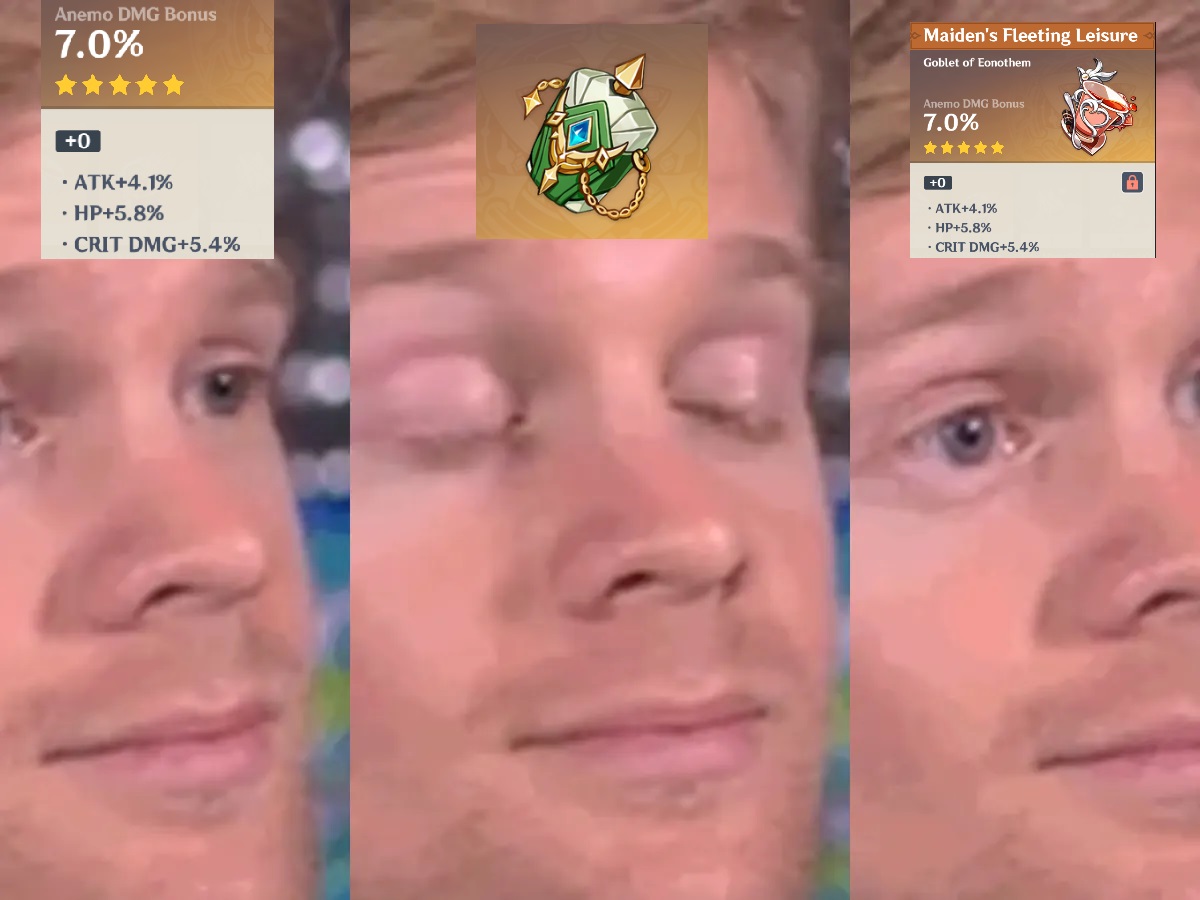 Anemo DMG Bonus
7.0%
+0
· ATK+4.1%
· HP+5.8%
· CRIT DMG+5.4%
Maiden's Fleeting Leisure
Goblet of Eonothem
Anemo DMG Bonus
7.0%
+0
· ATK+4.1%
· HP+5.8%
· CRIT DMG+5.4%